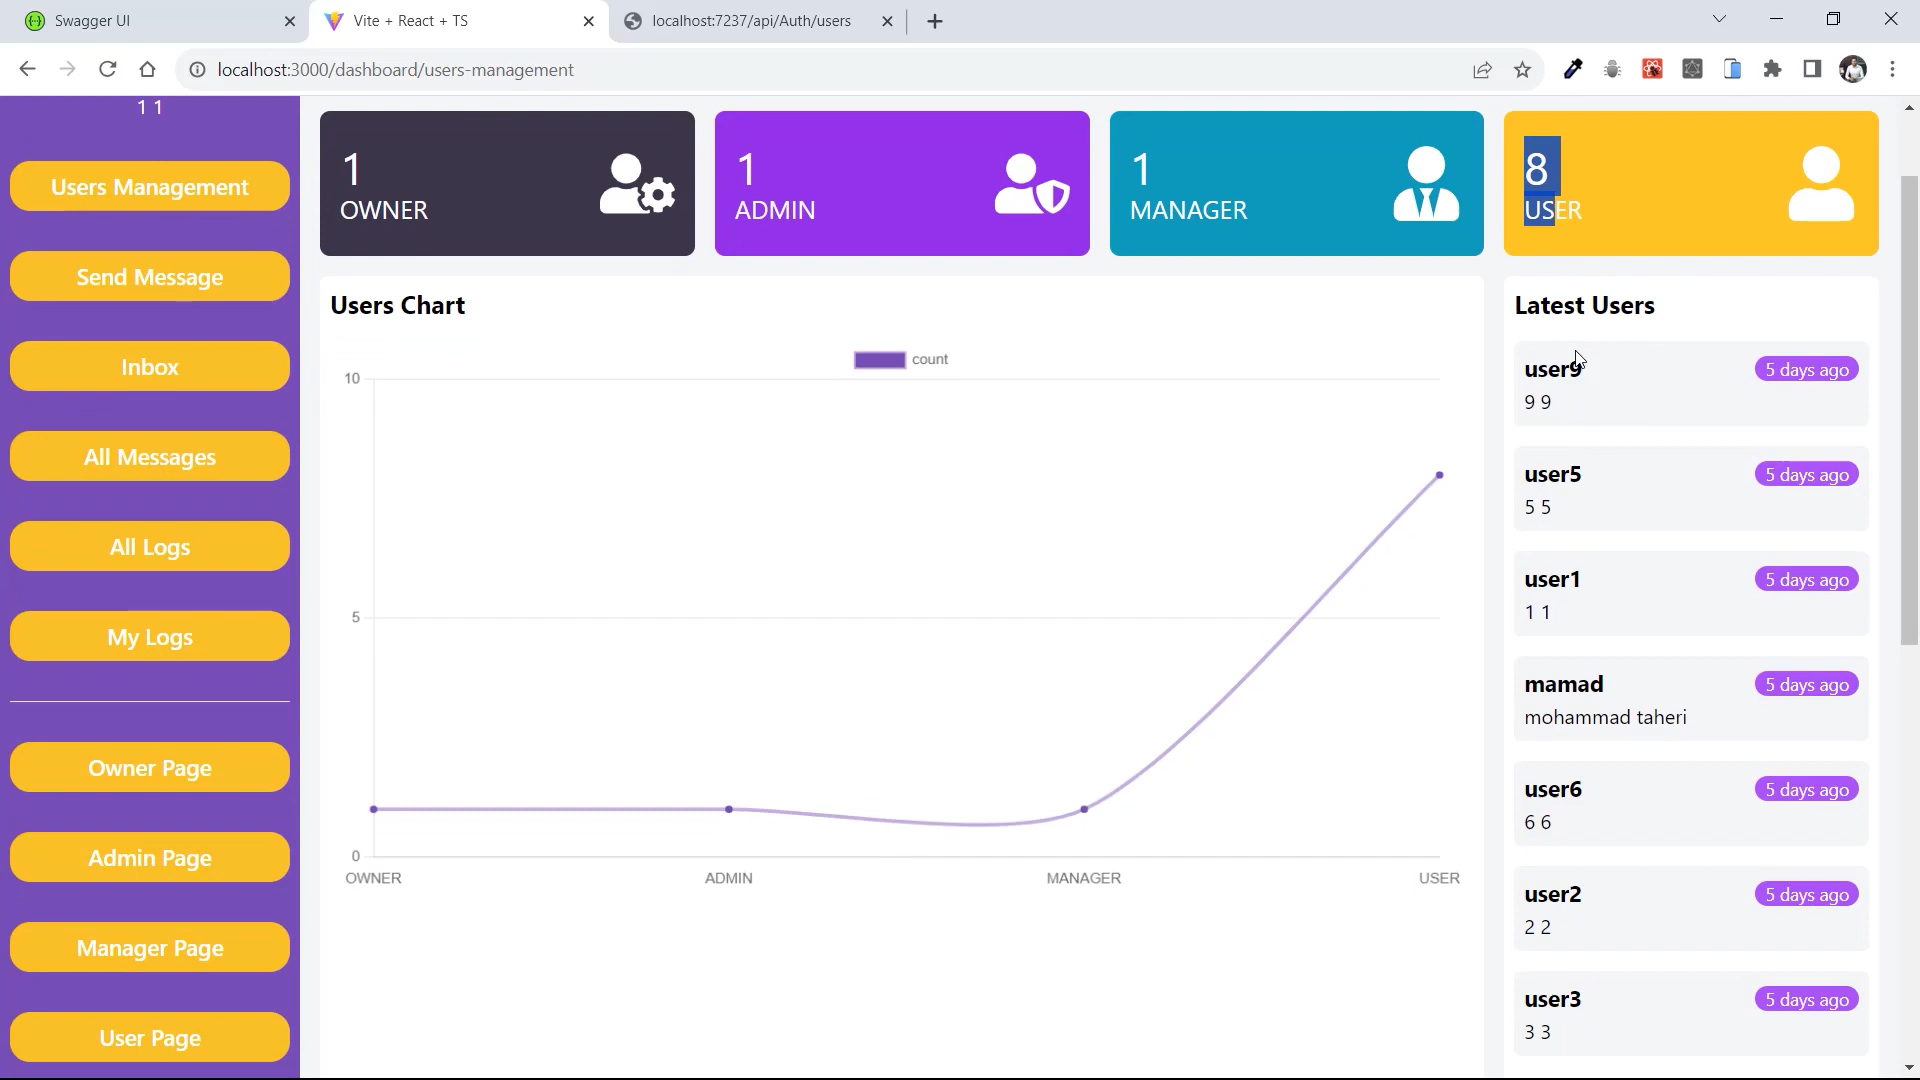 Swagger UI
Vite + React + TS
localhost:7237/api/Auth/users
localhost:3000/dashboard/users-management
1 1
Users Management
Send Message
Inbox
All Messages
All Logs
My Logs
Owner Page
Admin Page
Manager Page
User Page
1
OWNER
1
ADMIN
1
MANAGER
8
USER
Users Chart
count
10
5
0
OWNER
ADMIN
MANAGER
USER
Latest Users
user9
5 days ago
9 9
user5
5 days ago
5 5
user1
5 days ago
1 1
mamad
5 days ago
mohammad taheri
user6
5 days ago
6 6
user2
5 days ago
2 2
user3
5 days ago
3 3